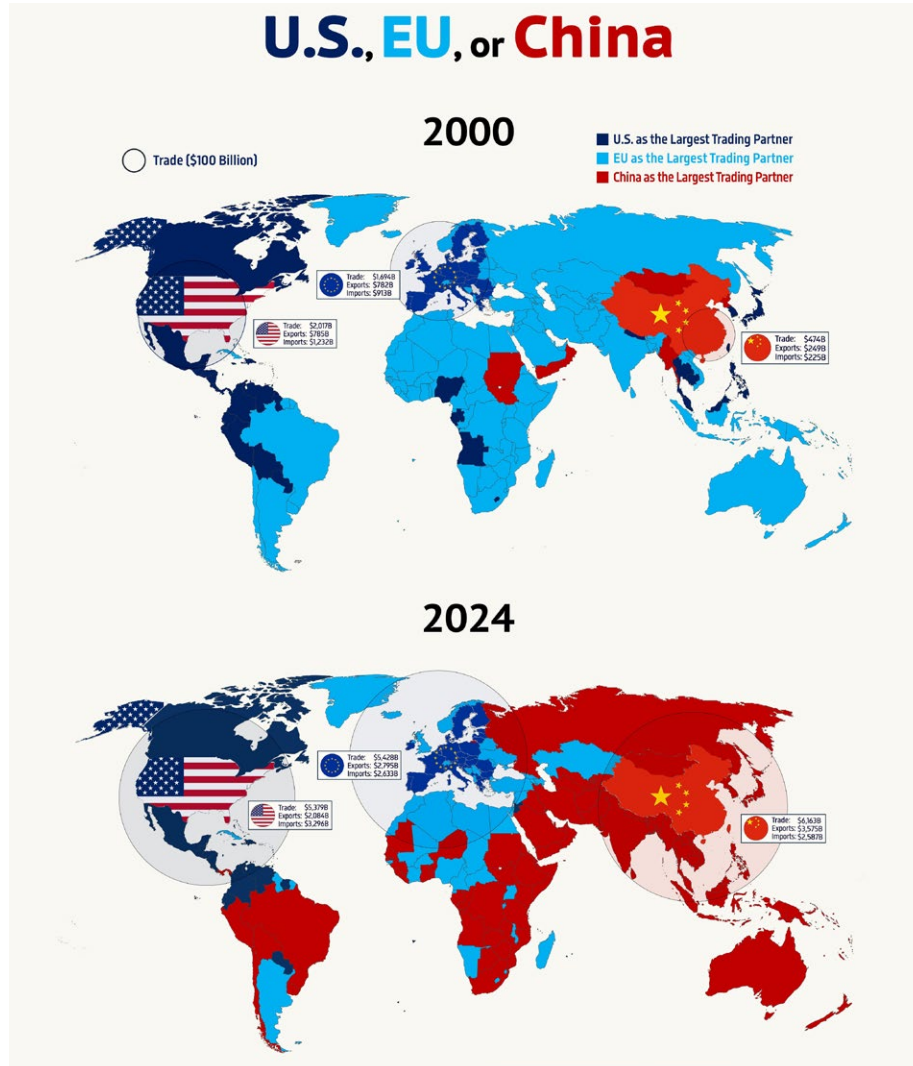 U.S., EU, or China
2000
Trade ($100 Billion)
U.S. as the Largest Trading Partner
EU as the Largest Trading Partner
China as the Largest Trading Partner
Trade: $1,694B
Exports: $782B
Imports: $913B
Trade: $2,017B
Exports: $785B
Imports: $1,232B
Trade: $474B
Exports: $249B
Imports: $225B
2024
Trade: $5,428B
Exports: $2,795B
Imports: $2,633B
Trade: $5,379B
Exports: $2,084B
Imports: $3,296B
Trade: $6,163B
Exports: $3,575B
Imports: $2,587B